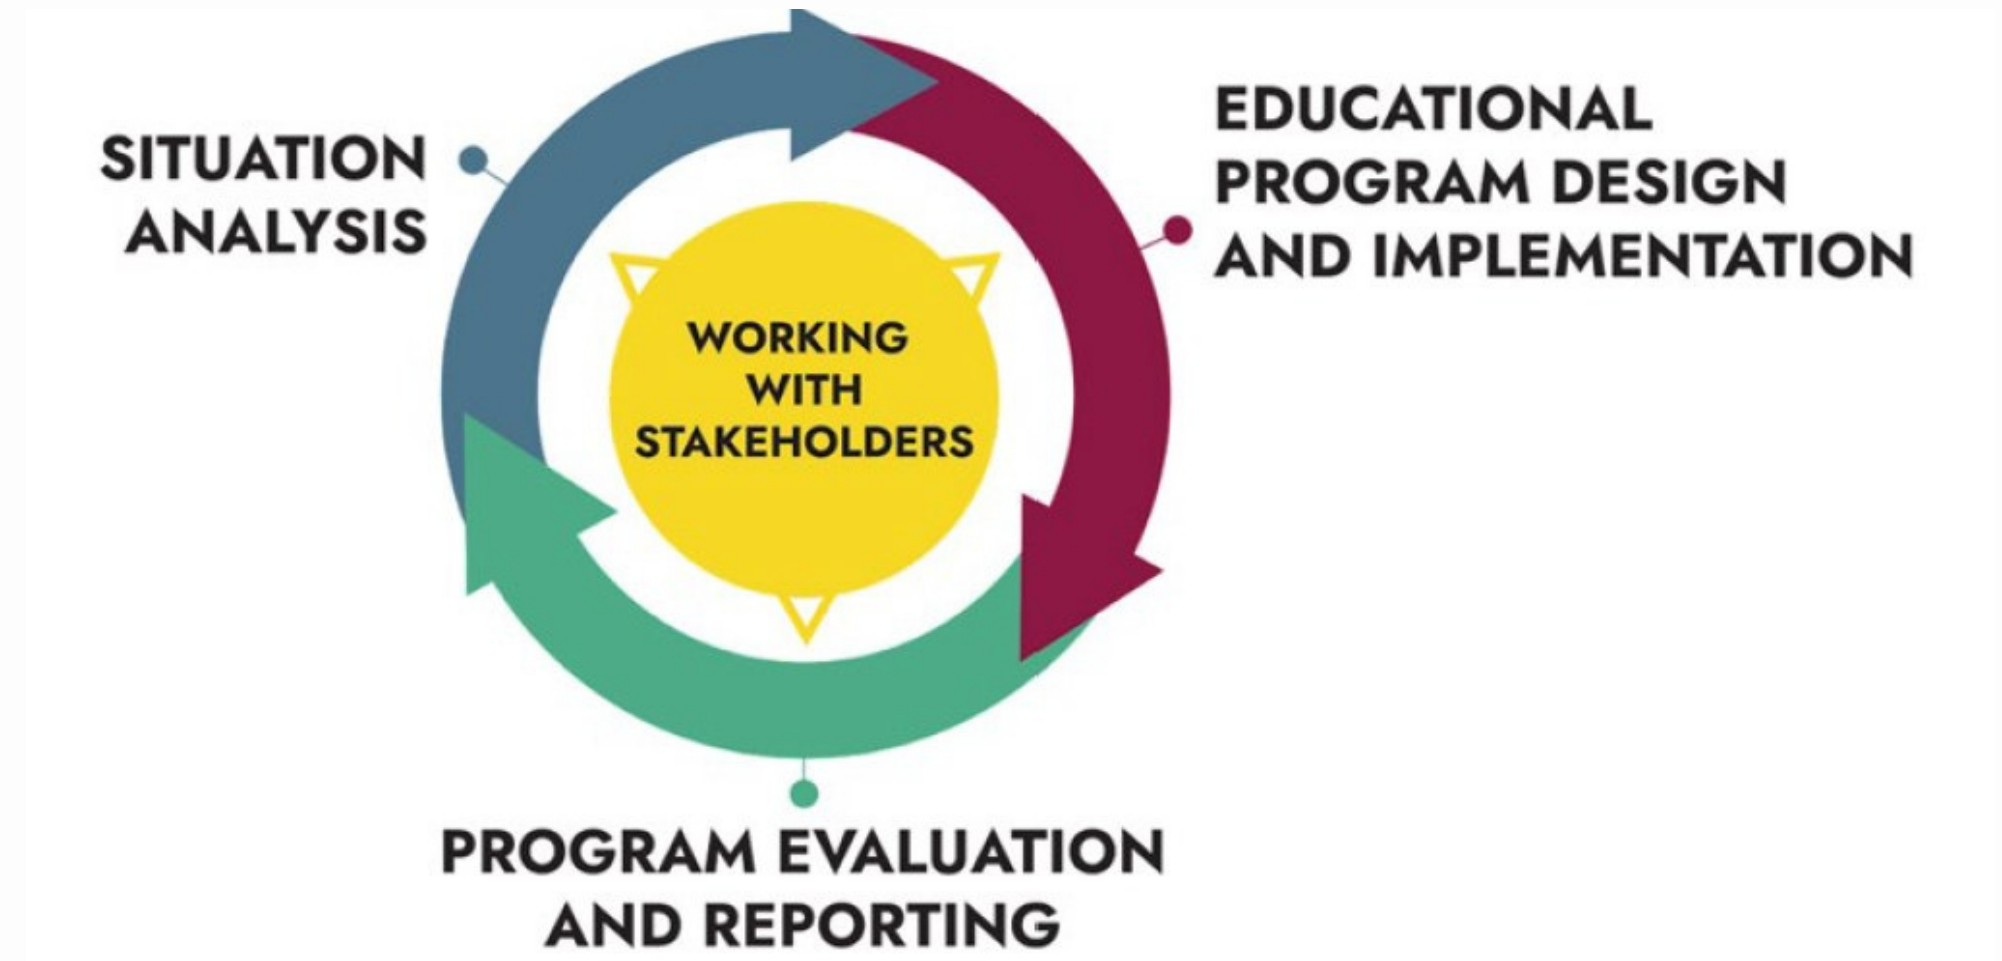 SITUATION
ANALYSIS
EDUCATIONAL
PROGRAM DESIGN
AND IMPLEMENTATION
WORKING
WITH
STAKEHOLDERS
PROGRAM EVALUATION
AND REPORTING